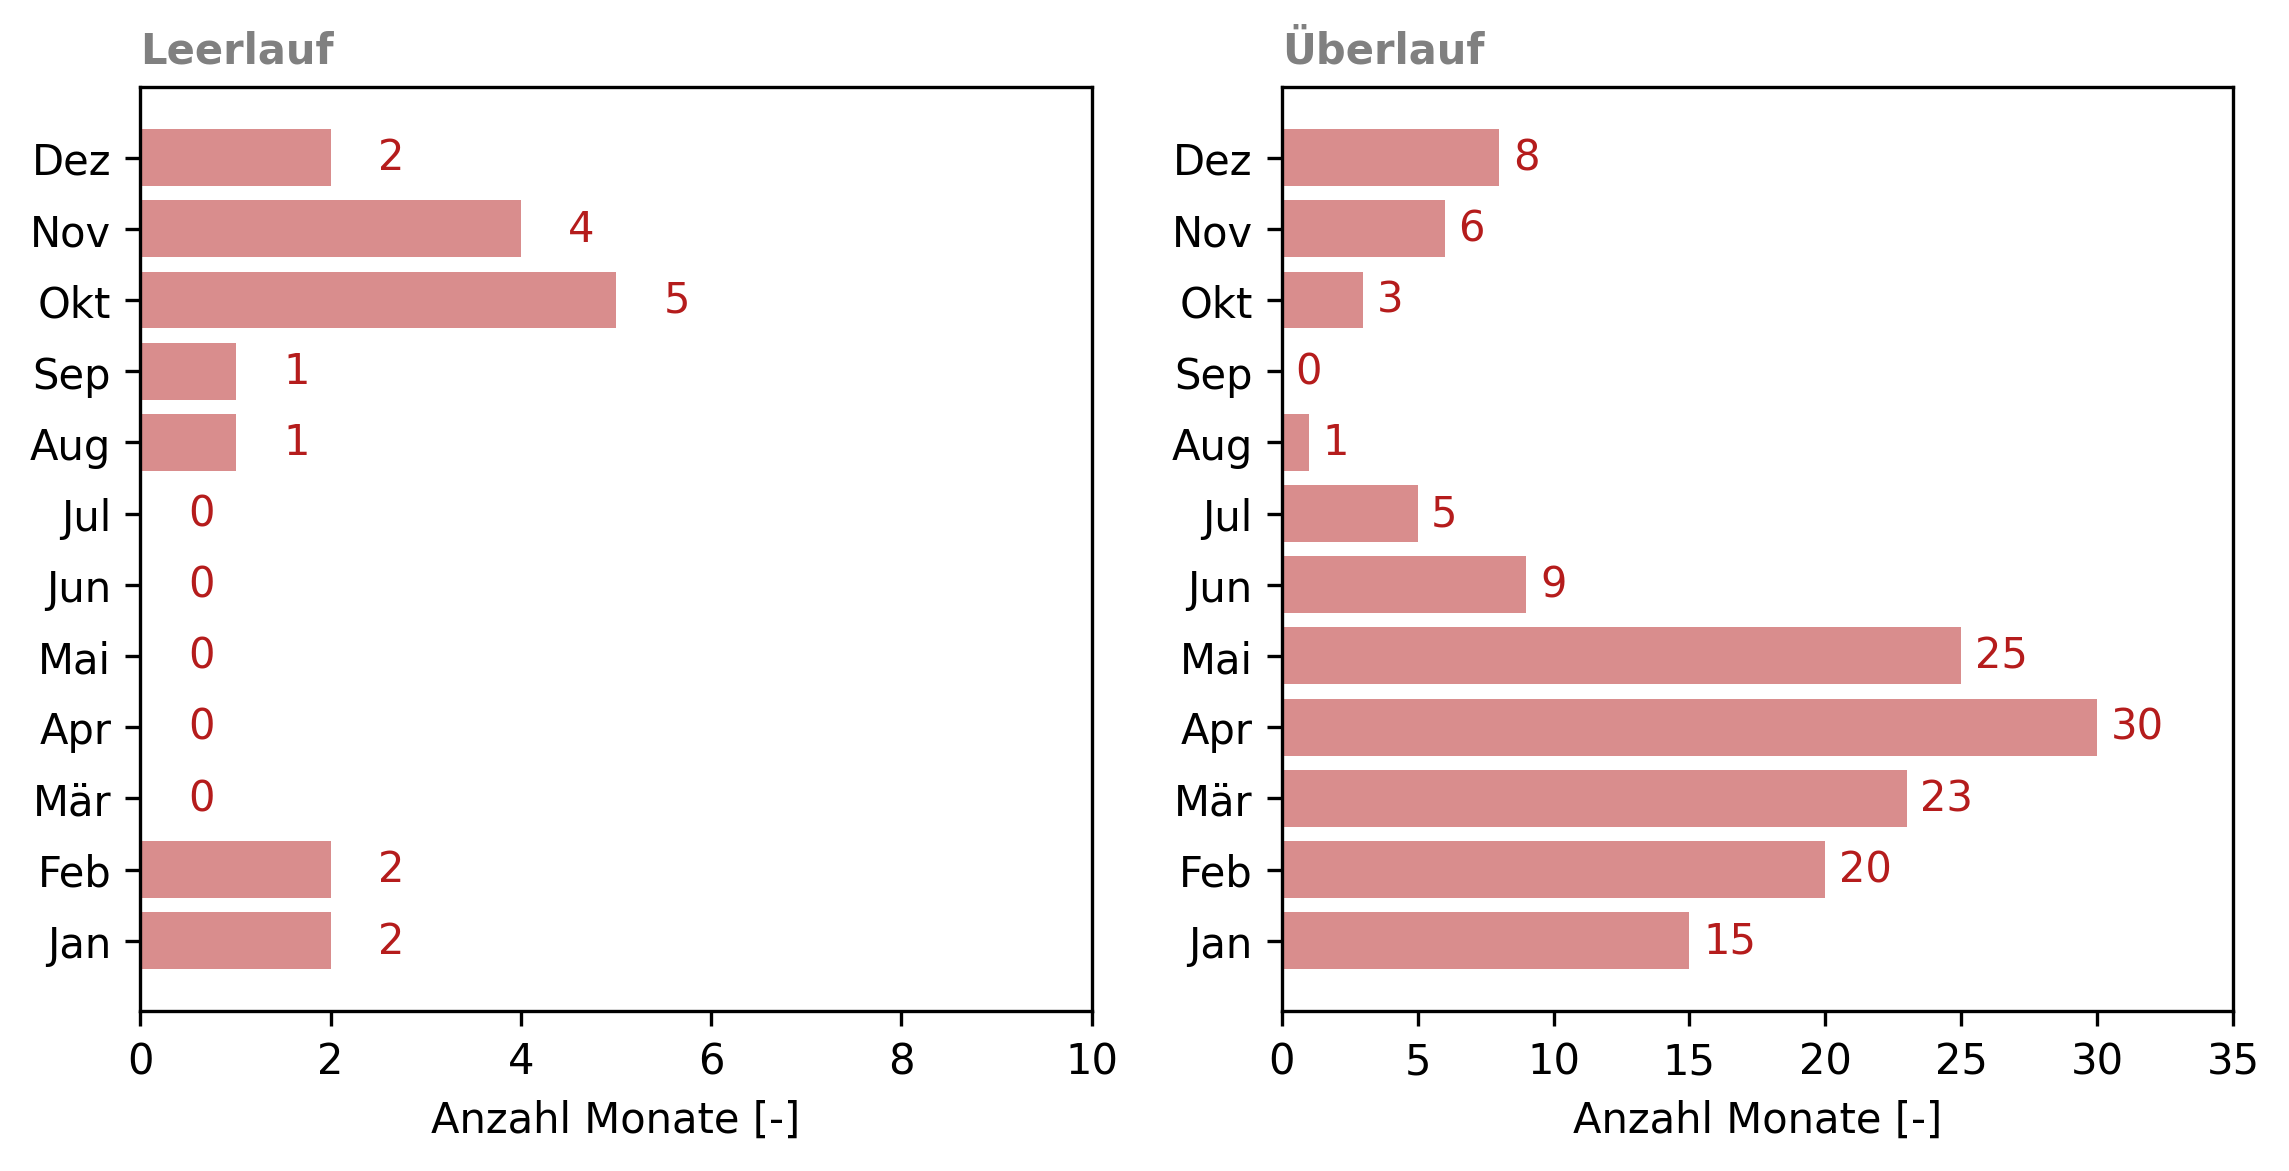 Leerlauf
Dez 2
Nov 4
Okt 5
Sep 1
Aug 1
Jul 0
Jun 0
Mai 0
Apr 0
Mär 0
Feb 2
Jan 2
0 2 4 6 8 10
Anzahl Monate [-]
Überlauf
Dez 8
Nov 6
Okt 3
Sep 0
Aug 1
Jul 5
Jun 9
Mai 25
Apr 30
Mär 23
Feb 20
Jan 15
0 5 10 15 20 25 30 35
Anzahl Monate [-]